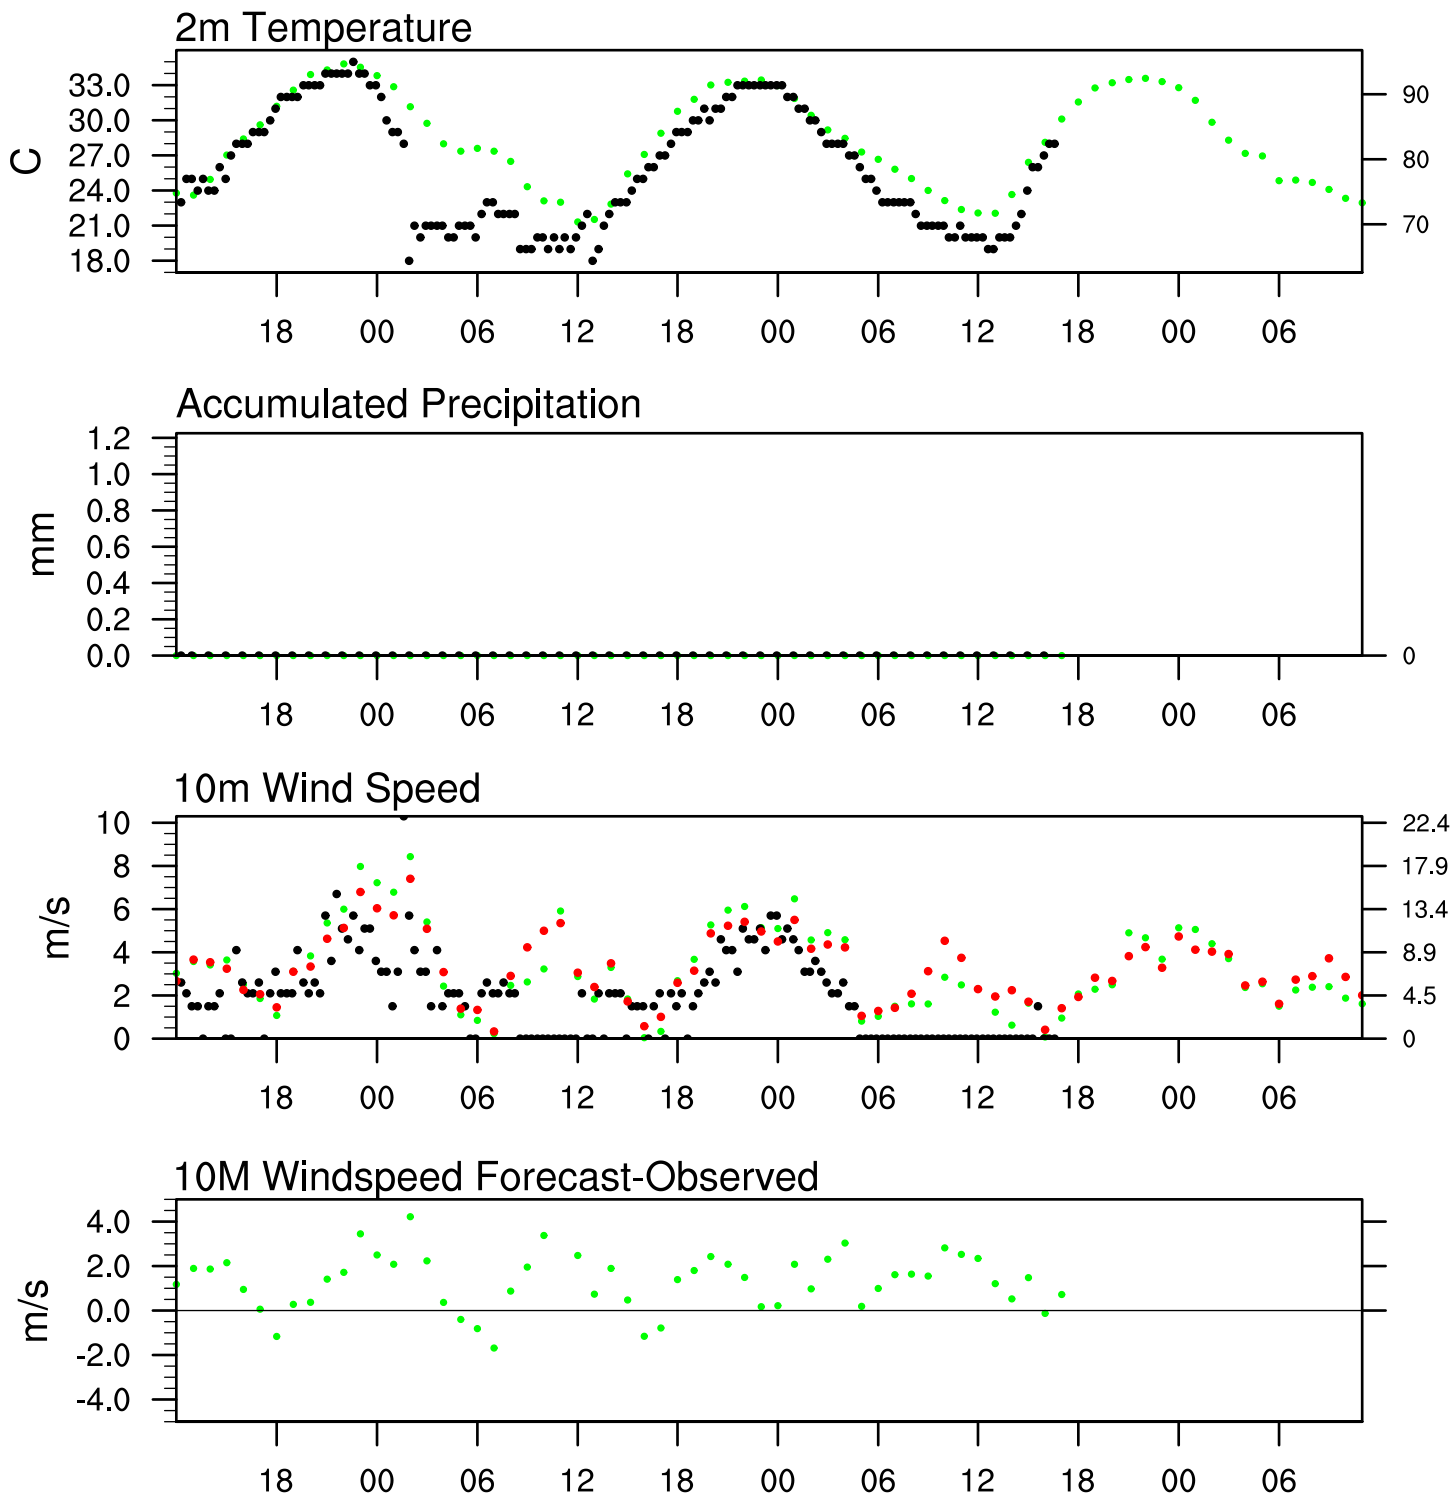 2m Temperature
33.0
30.0
27.0
24.0
21.0
18.0
C
90
80
70
18 00 06 12 18 00 06 12 18 00 06
Accumulated Precipitation
1.2
1.0
0.8
0.6
0.4
0.2
0.0
mm
0
18 00 06 12 18 00 06 12 18 00 06
10m Wind Speed
10
8
6
4
2
0
m/s
22.4
17.9
13.4
8.9
4.5
0
18 00 06 12 18 00 06 12 18 00 06
10M Windspeed Forecast-Observed
4.0
2.0
0.0
-2.0
-4.0
m/s
18 00 06 12 18 00 06 12 18 00 06